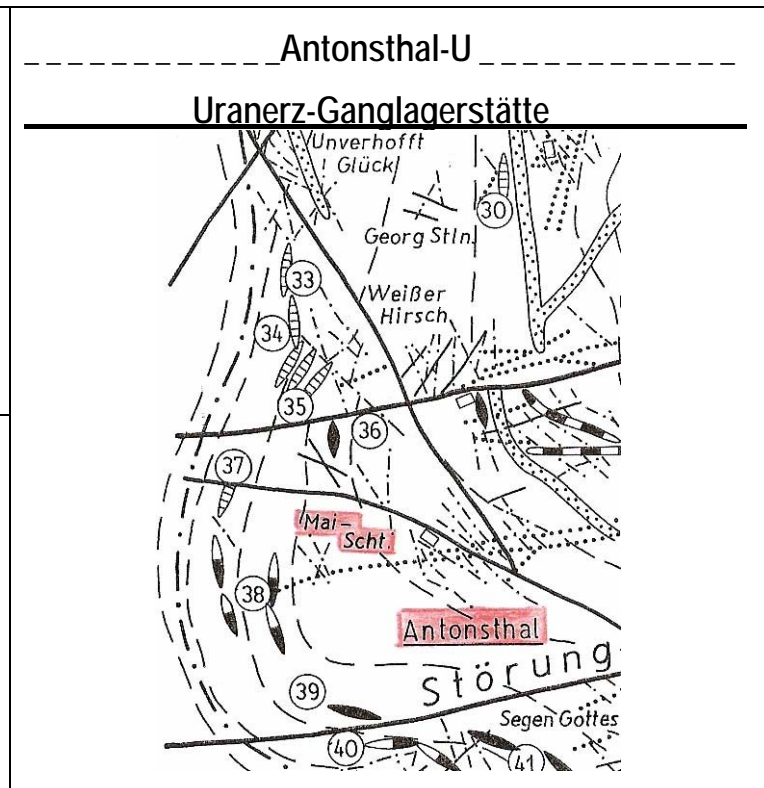 Antonsthal-U
Uranerz-Ganglagerstätte
Unverhofft
Glück
30
Georg Stln.
33
Weißer
Hirsch
34
35
36
37
Mai-
Scht.
38
Antonsthal
Störung
39
Segen Gottes
40
41